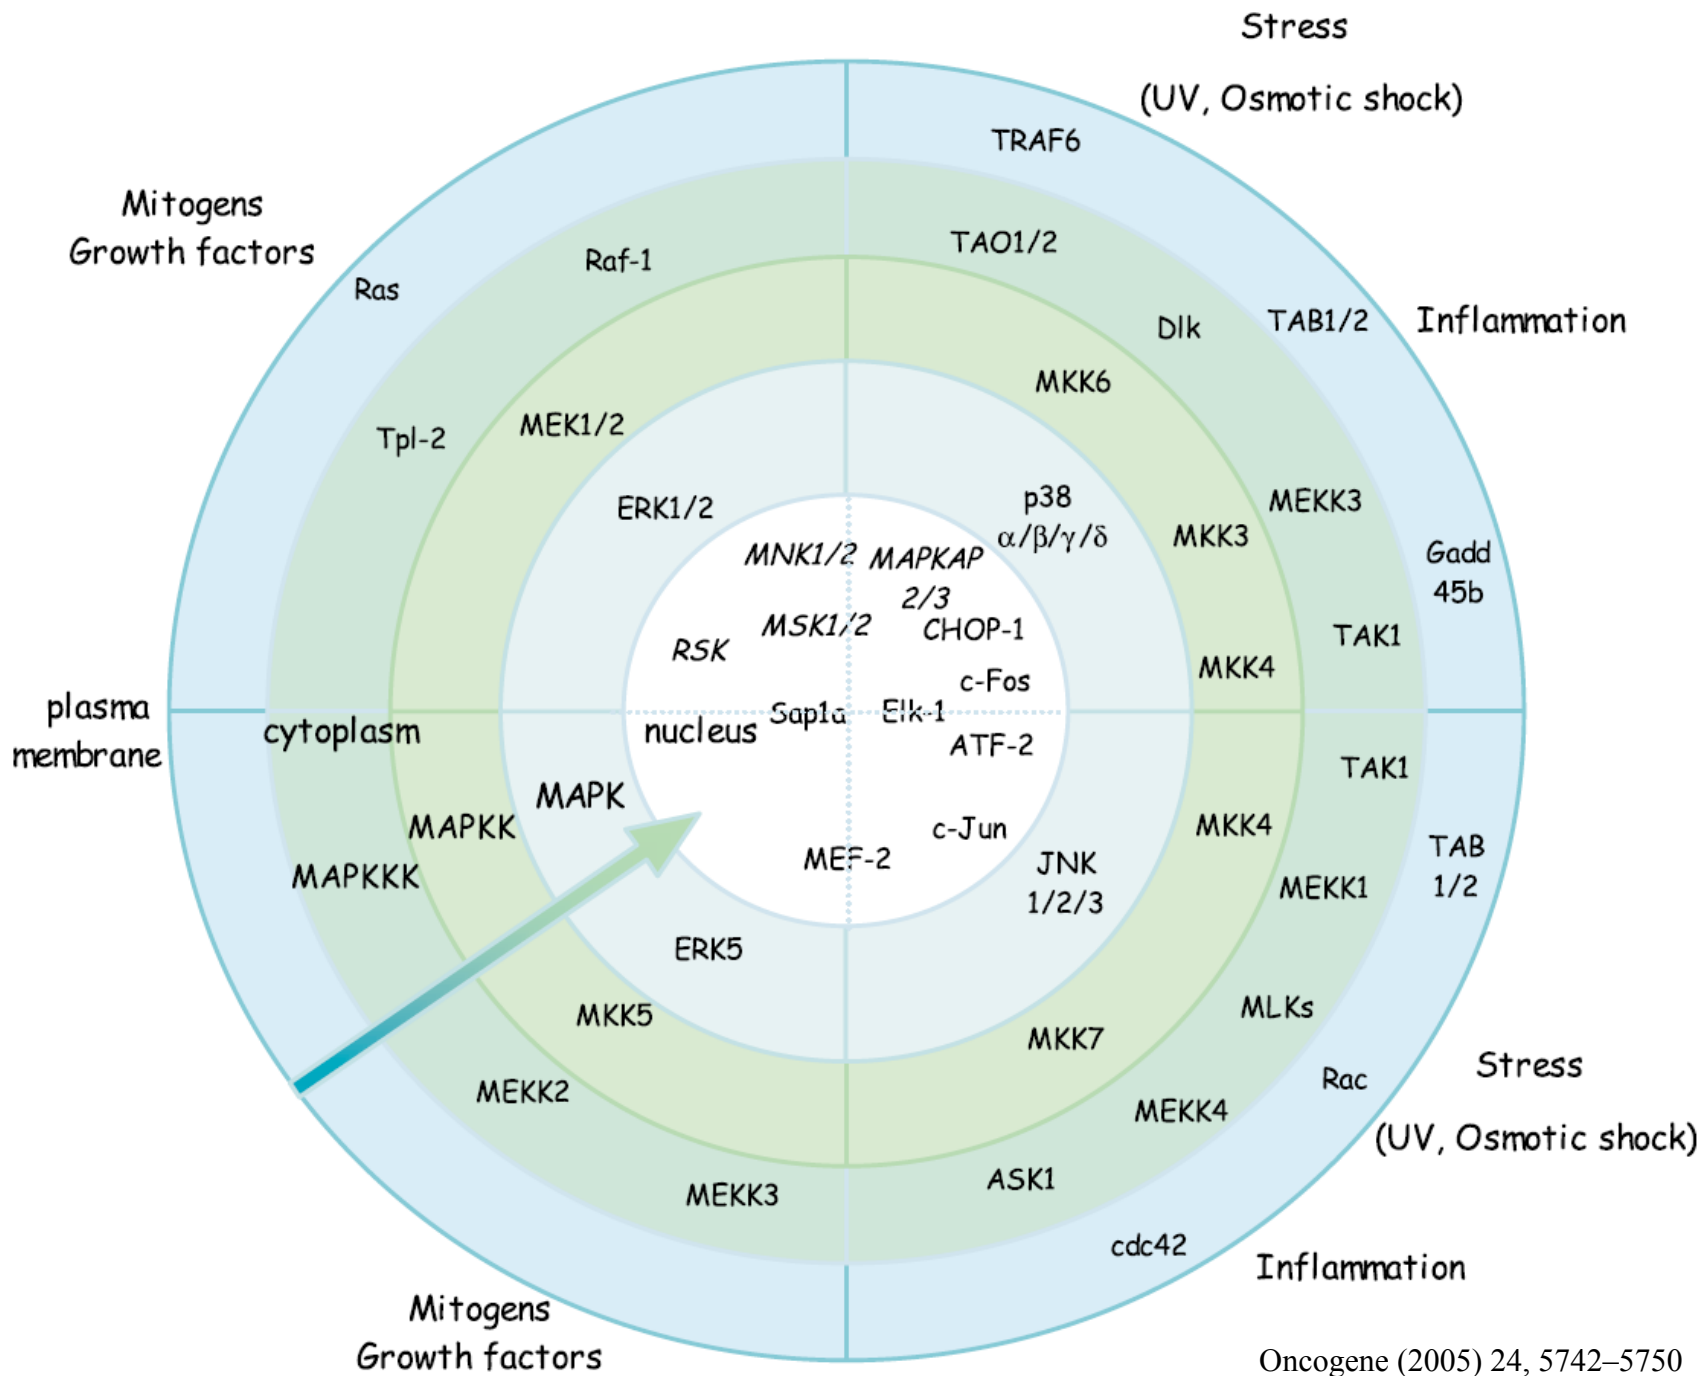 Stress
(UV, Osmotic shock)
TRAF6
Mitogens
Growth factors
Raf-1
TAO1/2
Ras
Dlk
TAB1/2
Inflammation
MKK6
MEK1/2
Tpl-2
ERK1/2
p38
α/β/γ/δ
MEKK3
MKK3
MNK1/2
MAPKAP
2/3
Gadd
45b
MSK1/2
CHOP-1
RSK
TAK1
MKK4
c-Fos
plasma
membrane
cytoplasm
nucleus
Sap1a
Elk-1
ATF-2
TAK1
MAPK
MAPKK
MAPKKK
c-Jun
MEF-2
MKK4
JNK
1/2/3
MEKK1
TAB
1/2
ERK5
MKK5
MKK7
MLKs
MEKK2
MEKK4
Rac
Stress
(UV, Osmotic shock)
MEKK3
ASK1
cdc42
Inflammation
Mitogens
Growth factors
Oncogene (2005) 24, 5742–5750